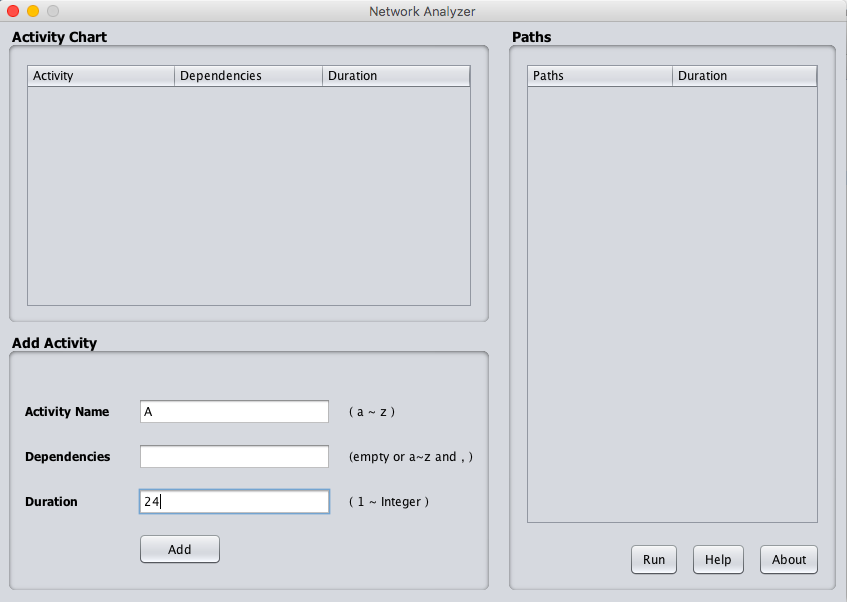 Network Analyzer
Activity Chart
Activity Dependencies Duration
Add Activity
Activity Name A ( a ~ z )
Dependencies (empty or a~z and , )
Duration 24 ( 1 ~ Integer )
Add
Paths
Paths Duration
Run Help About